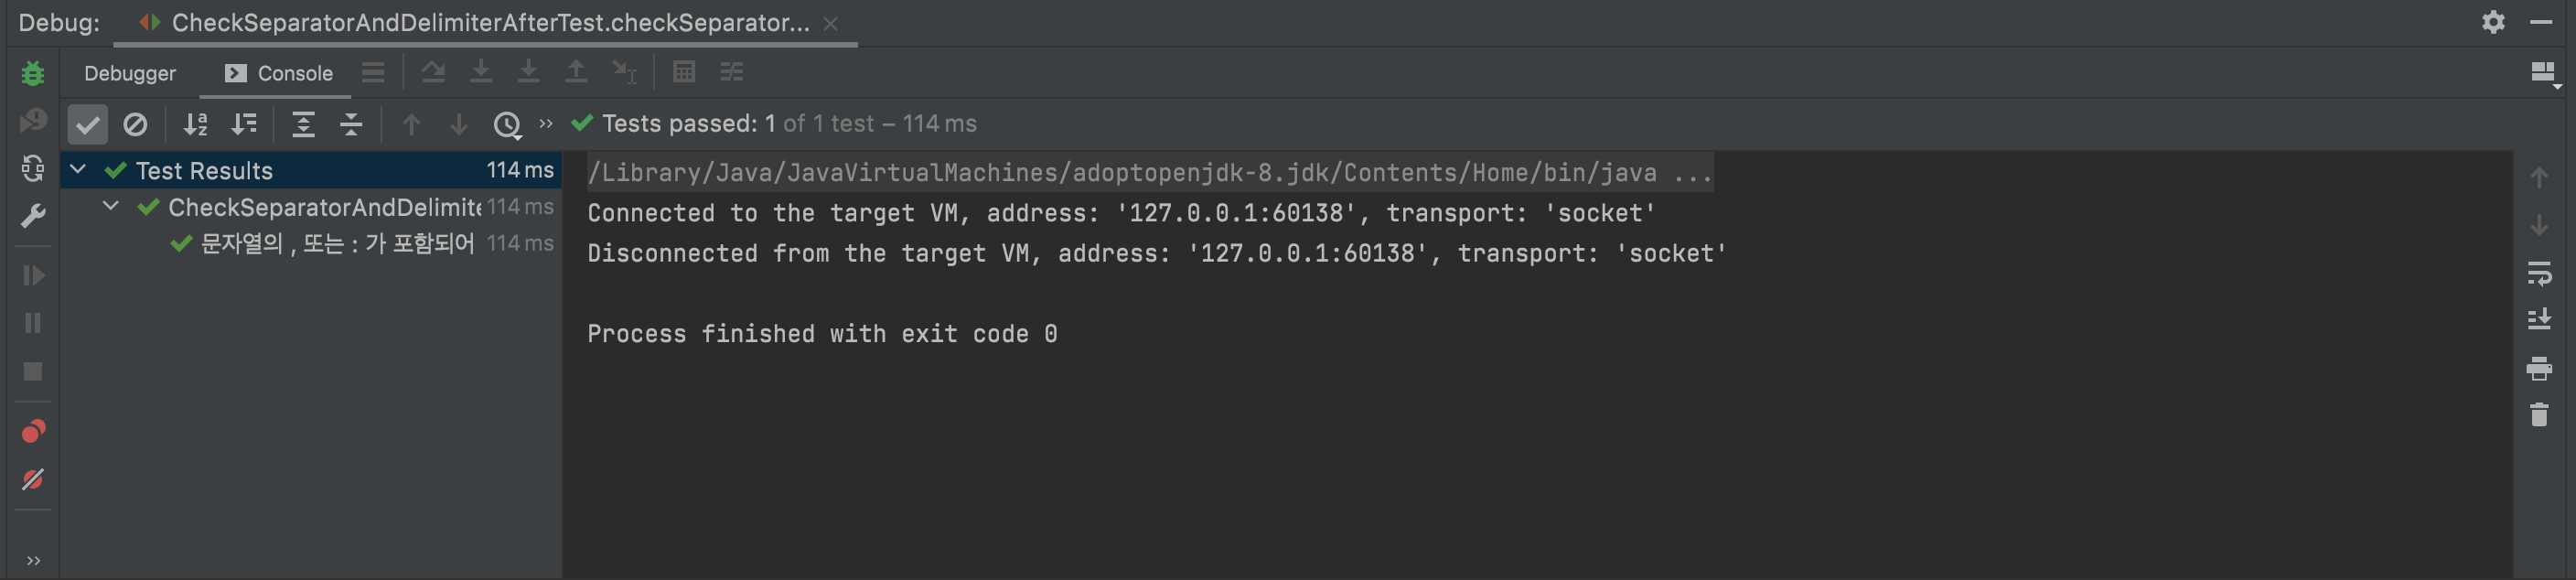 Debug: CheckSeparatorAndDelimiterAfterTest.checkSeparator...
Debugger Console
Tests passed: 1 of 1 test – 114 ms
Test Results 114 ms
CheckSeparatorAndDelimite 114 ms
문자열의 , 또는 : 가 포함되어 114 ms
/Library/Java/JavaVirtualMachines/adoptopenjdk-8.jdk/Contents/Home/bin/java ...
Connected to the target VM, address: '127.0.0.1:60138', transport: 'socket'
Disconnected from the target VM, address: '127.0.0.1:60138', transport: 'socket'
Process finished with exit code 0